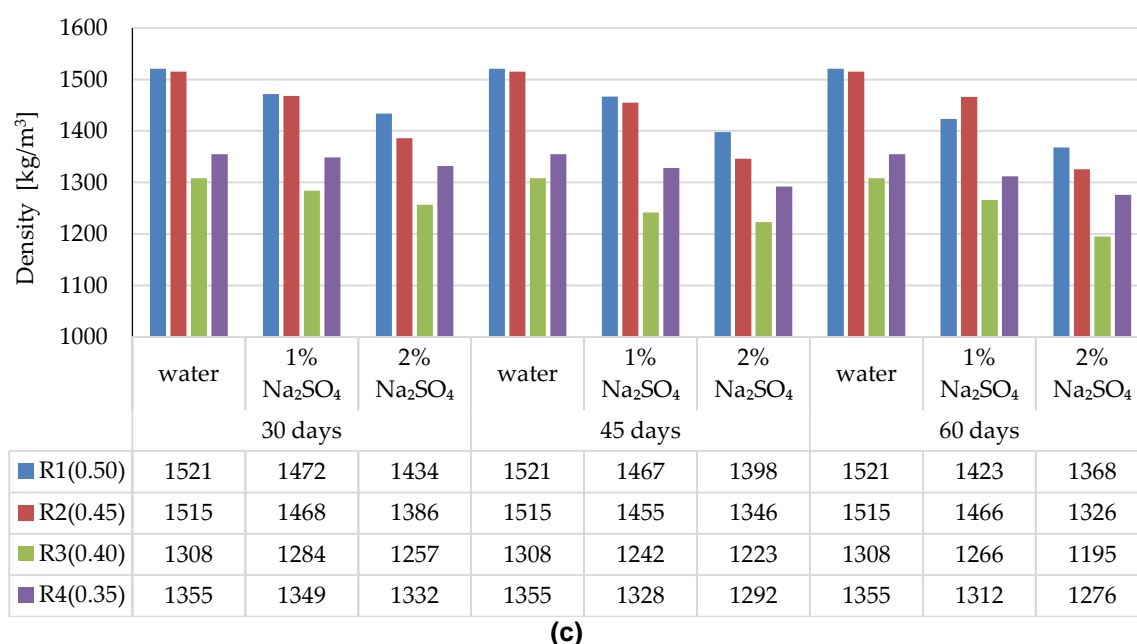 1600
1500
1400
1300
1200
1100
1000
Density [kg/m³]
water 1% Na₂SO₄ 2% Na₂SO₄ water 1% Na₂SO₄ 2% Na₂SO₄ water 1% Na₂SO₄ 2% Na₂SO₄
30 days 45 days 60 days
R1(0.50) 1521 1472 1434 1521 1467 1398 1521 1423 1368
R2(0.45) 1515 1468 1386 1515 1455 1346 1515 1466 1326
R3(0.40) 1308 1284 1257 1308 1242 1223 1308 1266 1195
R4(0.35) 1355 1349 1332 1355 1328 1292 1355 1312 1276
(c)